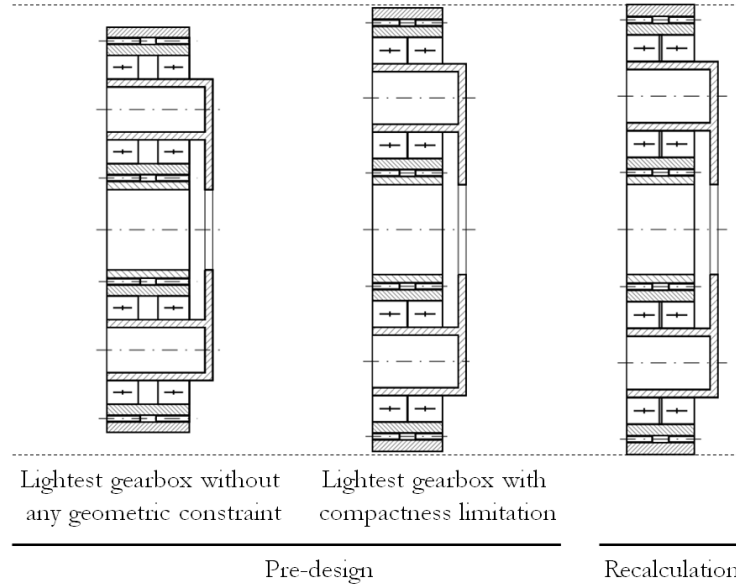 Lightest gearbox without
any geometric constraint
Lightest gearbox with
compactness limitation
Pre-design
Recalculation